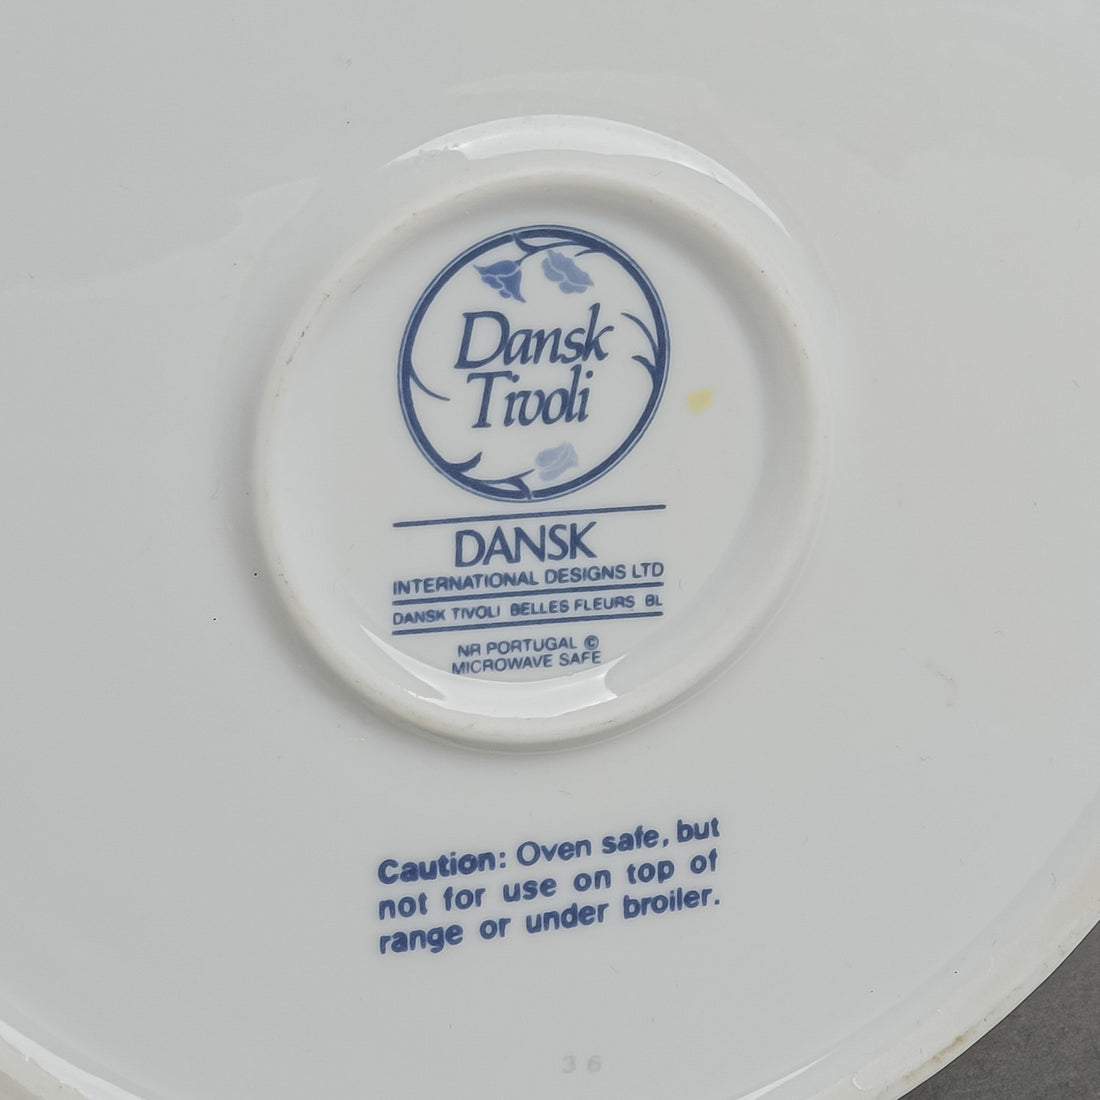 Dansk
Tivoli
DANSK
INTERNATIONAL DESIGNS LTD
DANSK TIVOLI BELLES FLEURS BL
NR PORTUGAL ©
MICROWAVE SAFE
Caution: Oven safe, but
not for use on top of
range or under broiler.
36